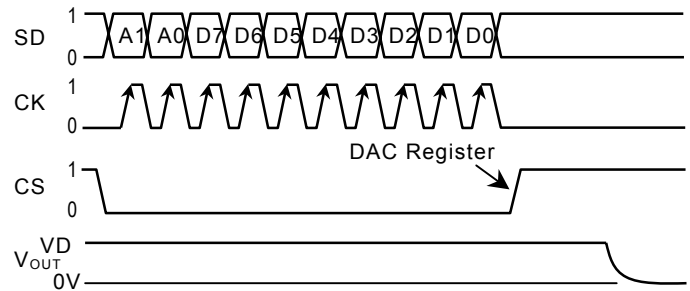 1
SD A1 A0 D7 D6 D5 D4 D3 D2 D1 D0
0
1
CK
0
DAC Register
1
CS
0
VD
VOUT
0V